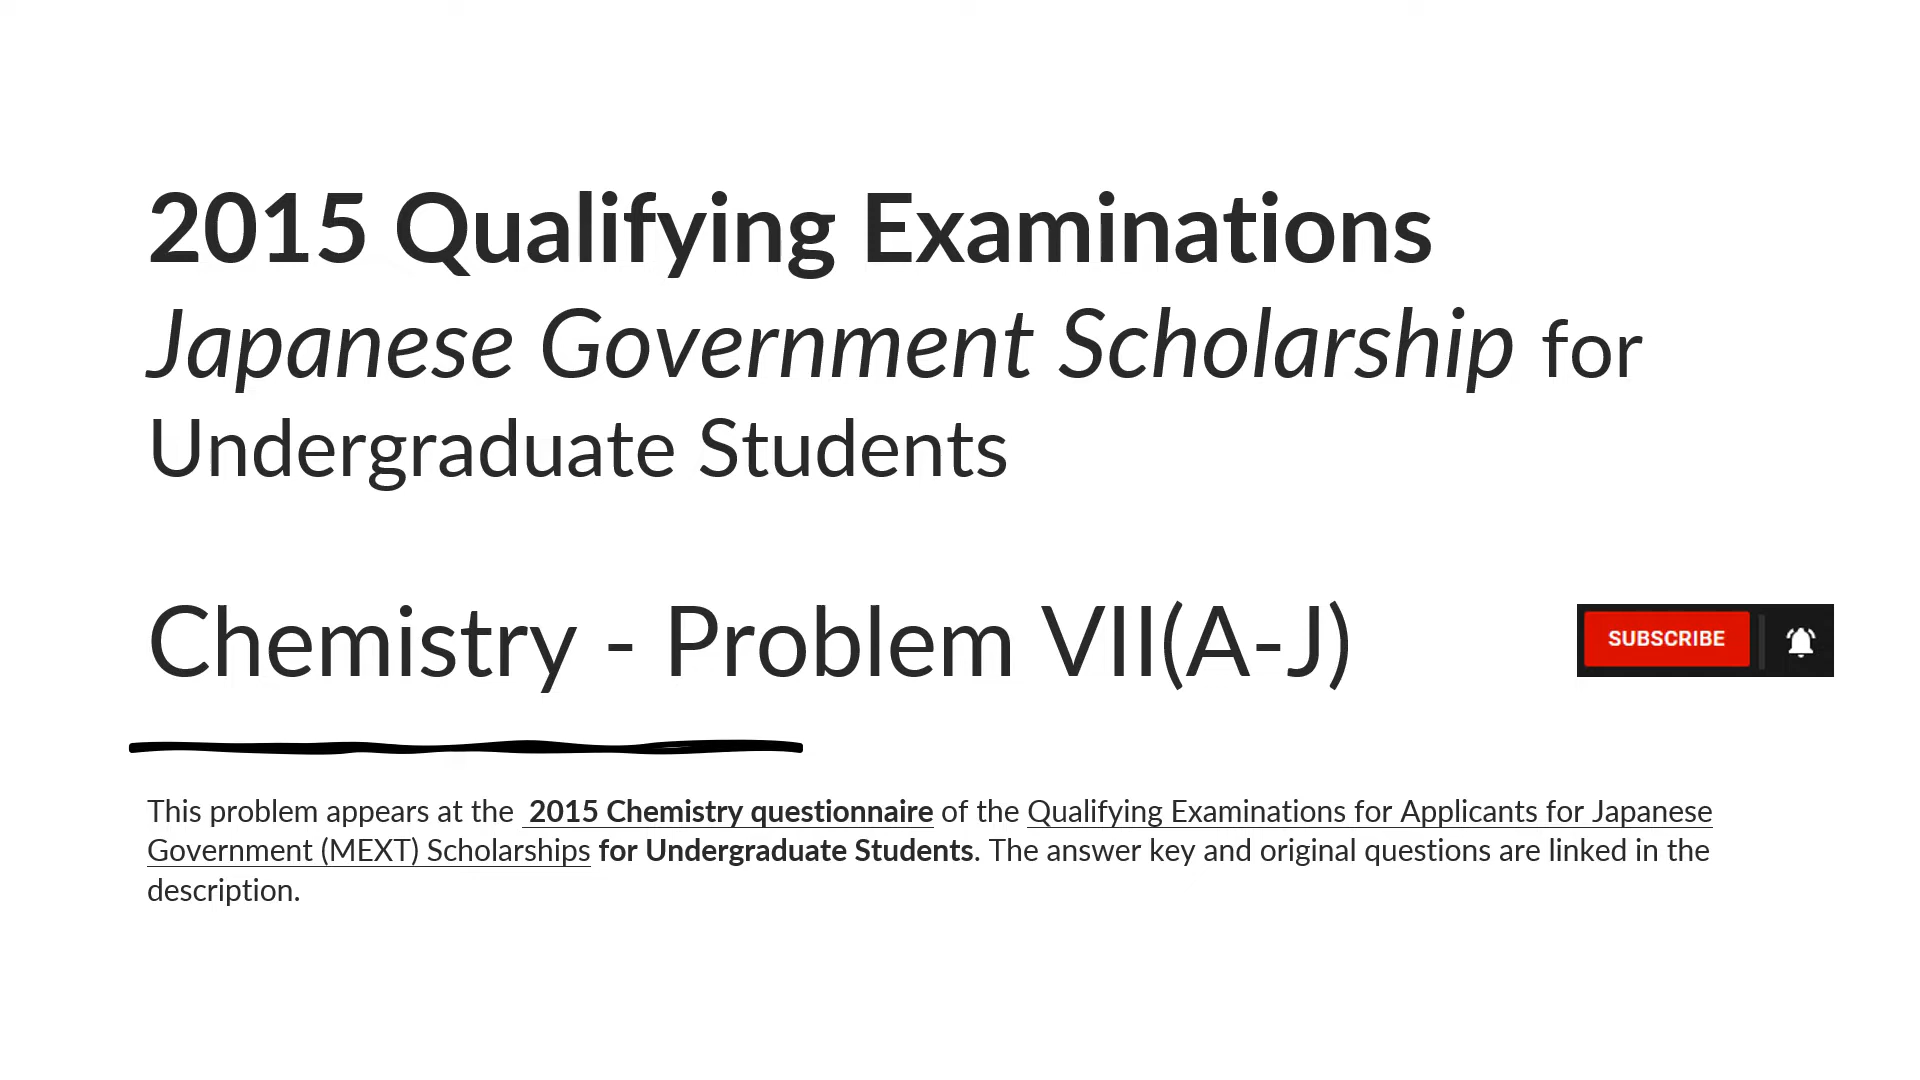 2015 Qualifying Examinations
Japanese Government Scholarship for
Undergraduate Students
Chemistry - Problem VII(A-J)
SUBSCRIBE
This problem appears at the 2015 Chemistry questionnaire of the Qualifying Examinations for Applicants for Japanese
Government (MEXT) Scholarships for Undergraduate Students. The answer key and original questions are linked in the
description.